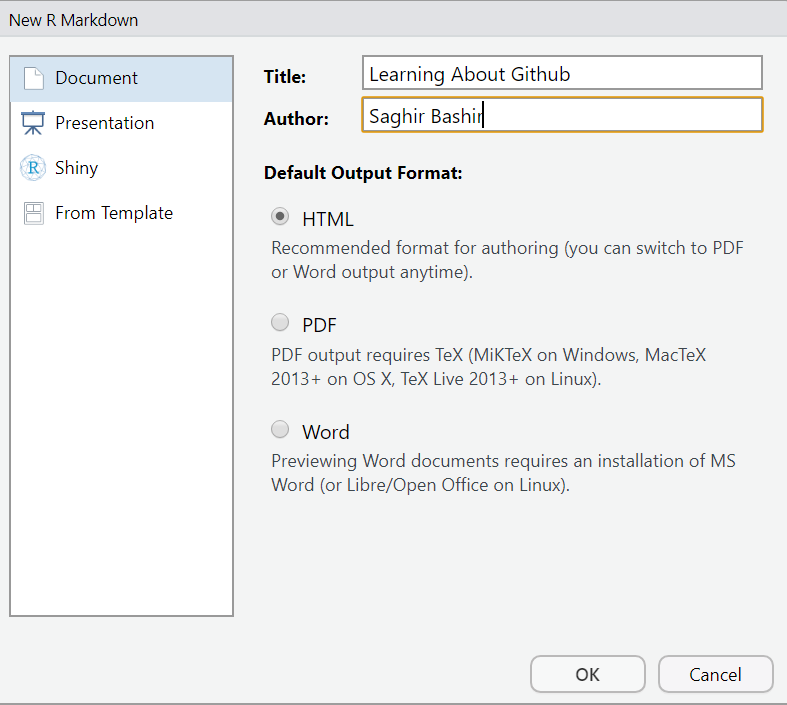 New R Markdown
Document
Presentation
R
Shiny
From Template
Title:
Learning About Github
Author:
Saghir Bashir
Default Output Format:
HTML
Recommended format for authoring (you can switch to PDF
or Word output anytime).
PDF
PDF output requires TeX (MiKTeX on Windows, MacTeX
2013+ on OS X, TeX Live 2013+ on Linux).
Word
Previewing Word documents requires an installation of MS
Word (or Libre/Open Office on Linux).
OK
Cancel